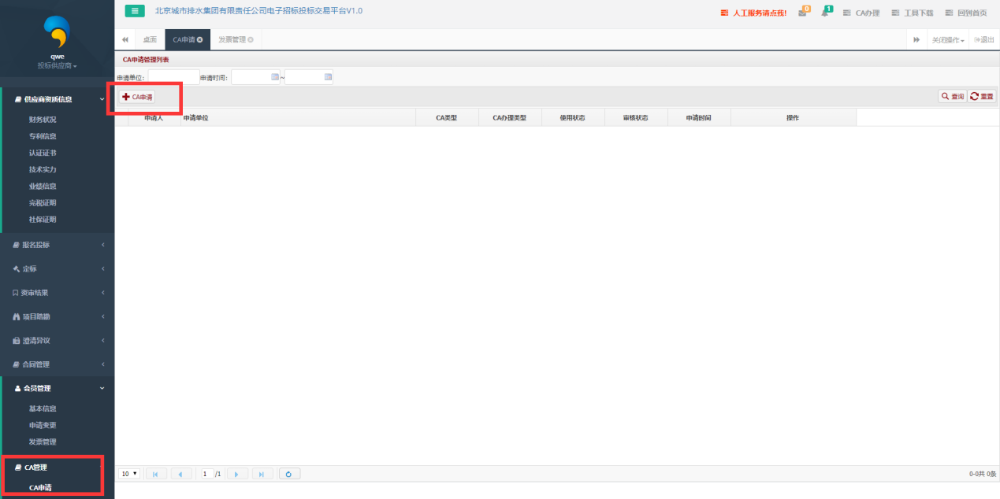 北京城市排水集团有限责任公司电子招标投标交易平台V1.0
人工服务请点我! 0 1 CA办理 工具下载 回到首页
qwe
投标供应商
桌面 CA申请 发票管理 关闭操作 退出
CA申请管理列表
申请单位: 申请时间: ~
CA申请 查询 重置
申请人 申请单位 CA类型 CA办理类型 使用状态 审核状态 申请时间 操作
供应商资质信息
财务状况
专利信息
认证证书
技术实力
业绩信息
完税证明
社保证明
报名投标
定标
资审结果
项目踏勘
澄清异议
合同管理
会员管理
基本信息
申请变更
发票管理
CA管理
CA申请
10 1 /1 0-0共 0条